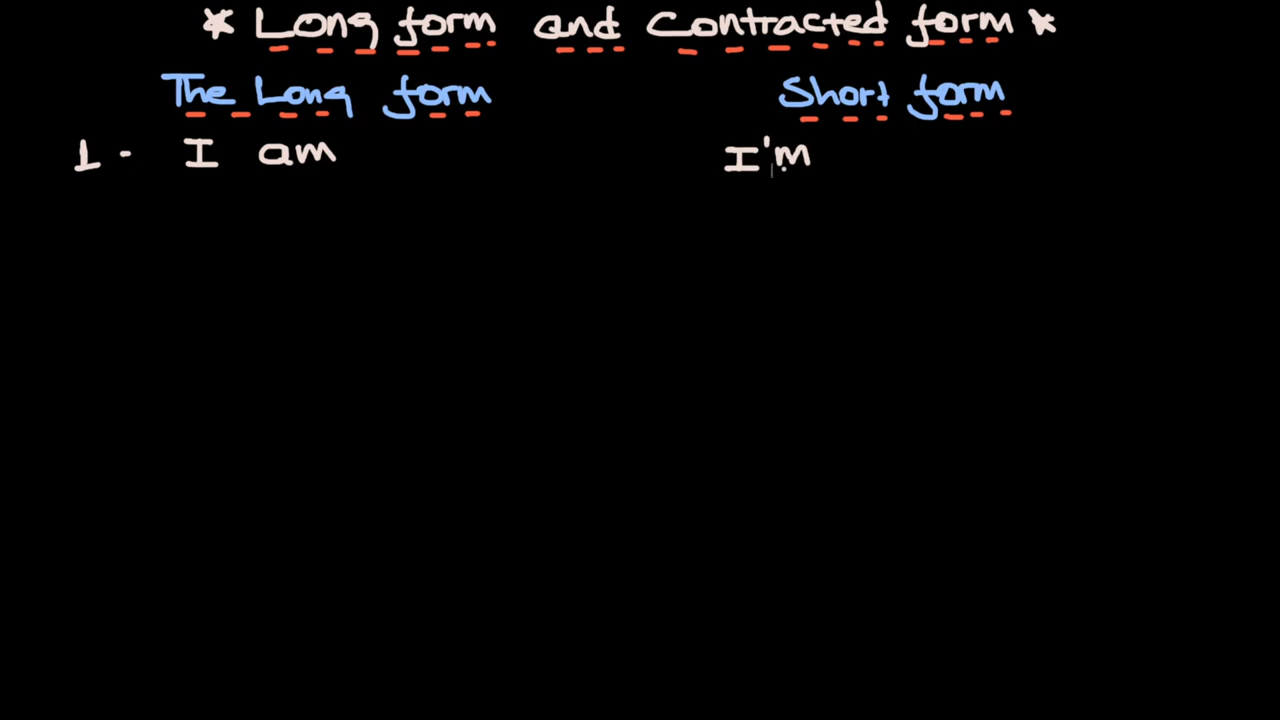 * Long form and Contracted form *
The Long form Short form
1 - I am I'm